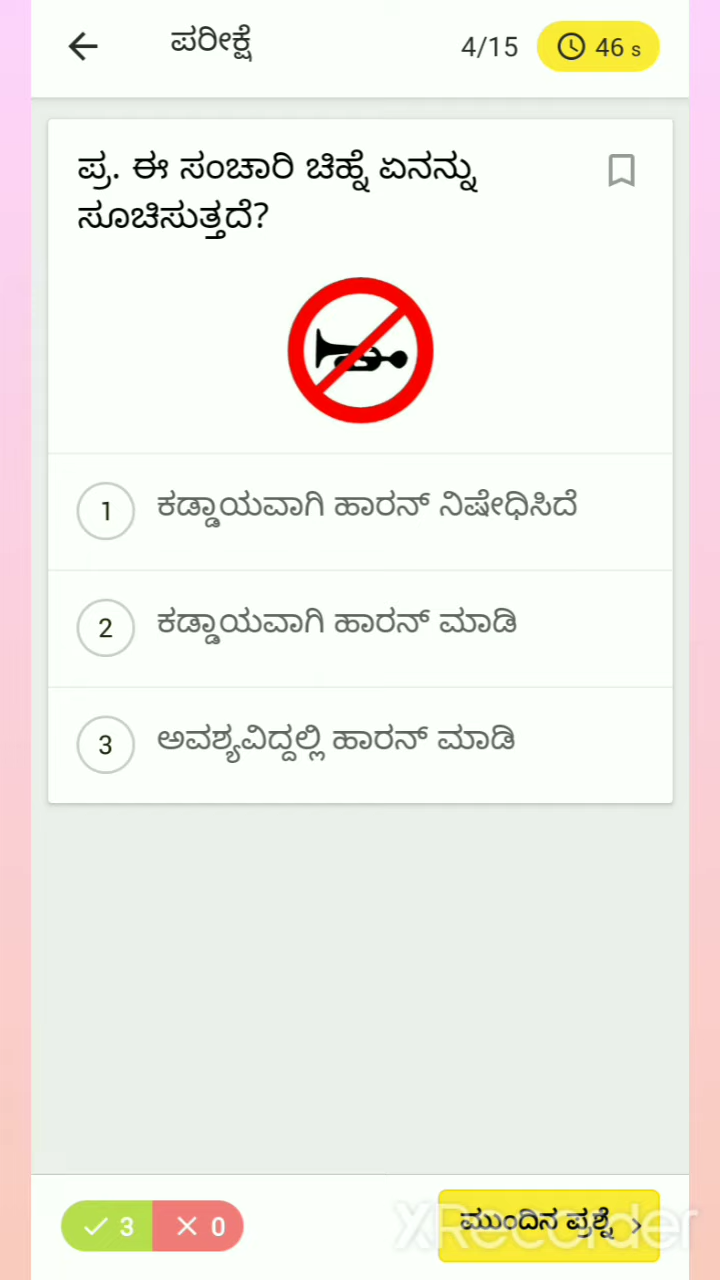 ಪರೀಕ್ಷೆ
4/15
46 s
ಪ್ರ. ಈ ಸಂಚಾರಿ ಚಿಹ್ನೆ ಏನನ್ನು
ಸೂಚಿಸುತ್ತದೆ?
1 ಕಡ್ಡಾಯವಾಗಿ ಹಾರನ್ ನಿಷೇಧಿಸಿದೆ
2 ಕಡ್ಡಾಯವಾಗಿ ಹಾರನ್ ಮಾಡಿ
3 ಅವಶ್ಯವಿದ್ದಲ್ಲಿ ಹಾರನ್ ಮಾಡಿ
3
0
ಮುಂದಿನ ಪ್ರಶ್ನೆ
XRecorder